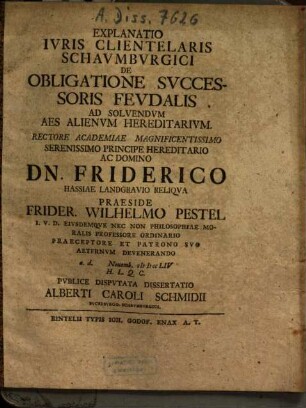 A. Diss. 7626
EXPLANATIO
IVRIS CLIENTELARIS
SCHAVMBVRGICI
DE
OBLIGATIONE SVCCES-
SORIS FEVDALIS
AD SOLVENDVM
AES ALIENVM HEREDITARIVM.
RECTORE ACADEMIAE MAGNIFICENTISSIMO
SERENISSIMO PRINCIPE HEREDITARIO
AC DOMINO
DN. FRIDERICO
HASSIAE LANDGRAVIO RELIQVA
PRAESIDE
FRIDER. WILHELMO PESTEL
I. V. D. EIVSDEMQVE NEC NON PHILOSOPHIAE MO-
RALIS PROFESSORE ORDINARIO
PRAECEPTORE ET PATRONO SVO
AETERNVM DEVENERANDO
a. d. Novemb. LIV
H. L. Q. C.
PVBLICE DISPVTATA DISSERTATIO
ALBERTI CAROLI SCHMIDII
RINTELII TYPIS IOH. GODOF. ENAX A. T.